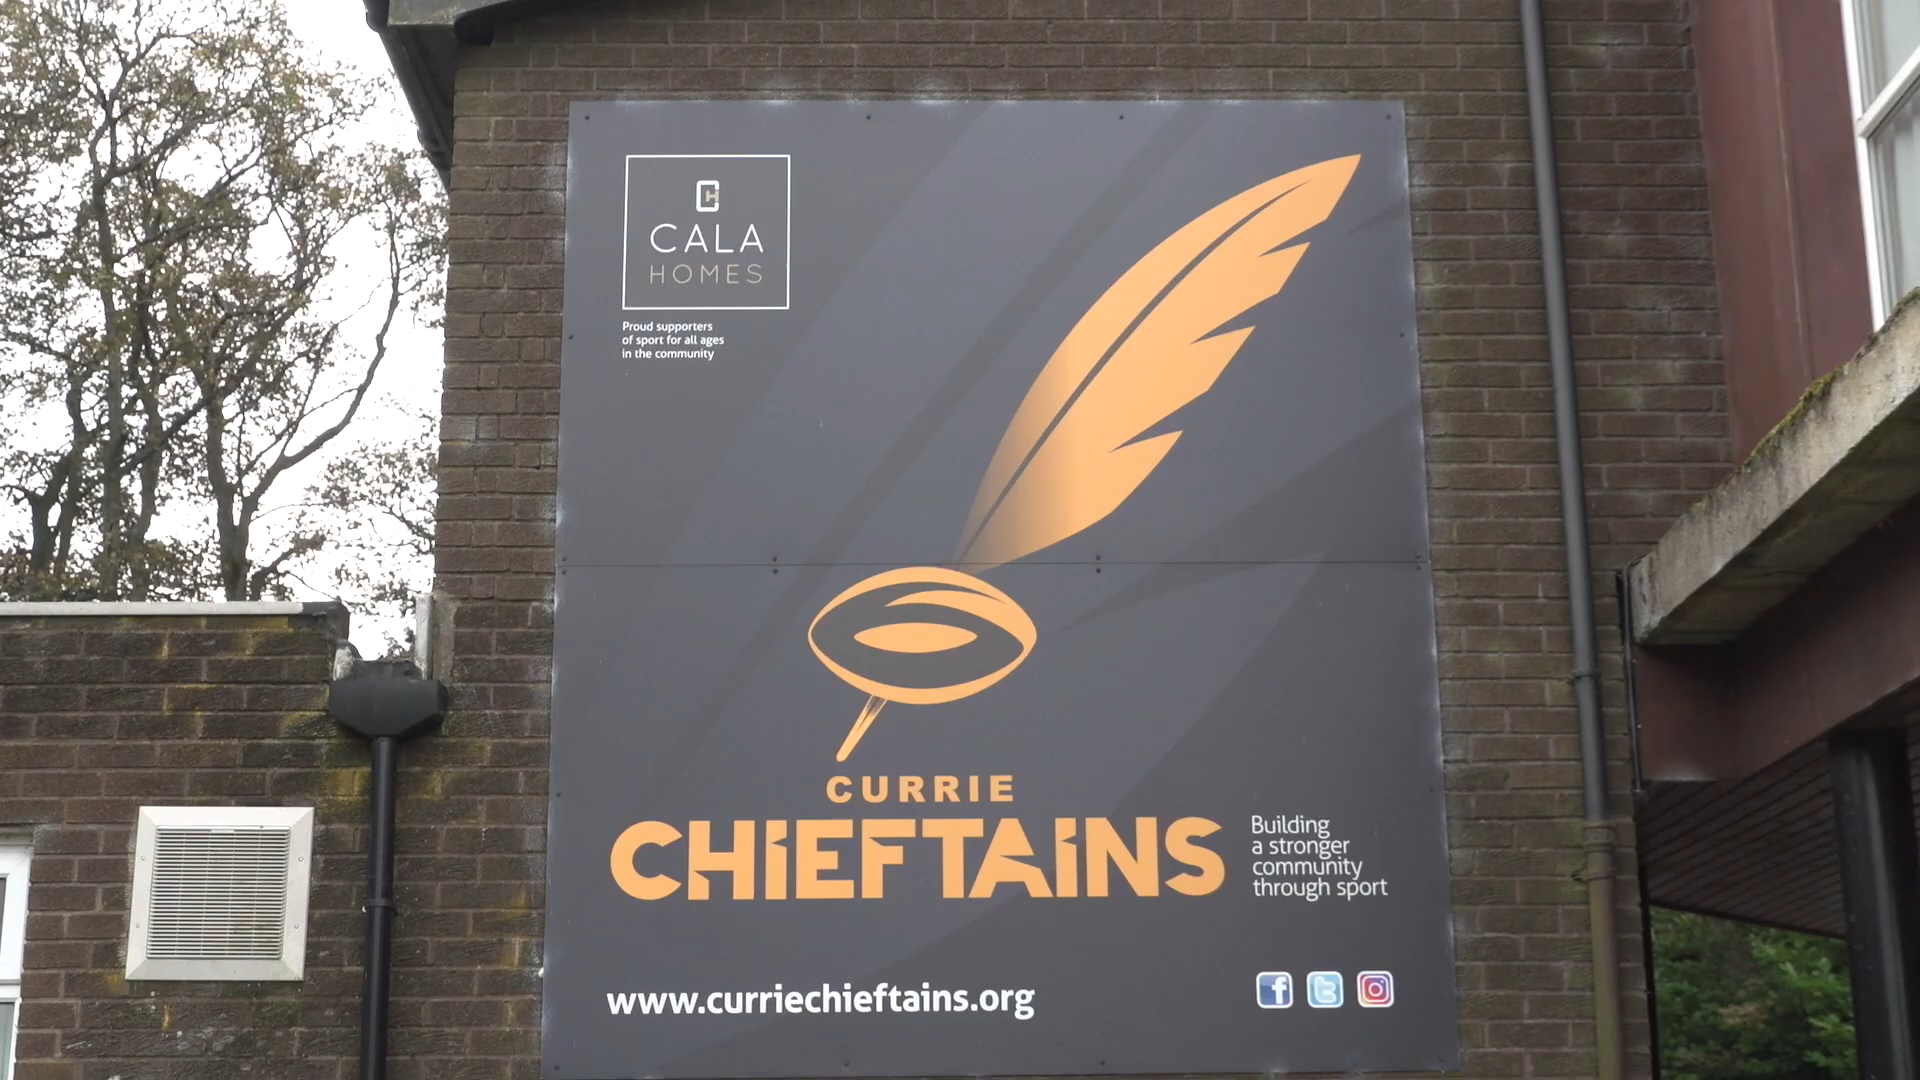 CALA
HOMES
Proud supporters
of sport for all ages
in the community
CURRIE
CHIEFTAINS
Building
a stronger
community
through sport
www.curriechieftains.org